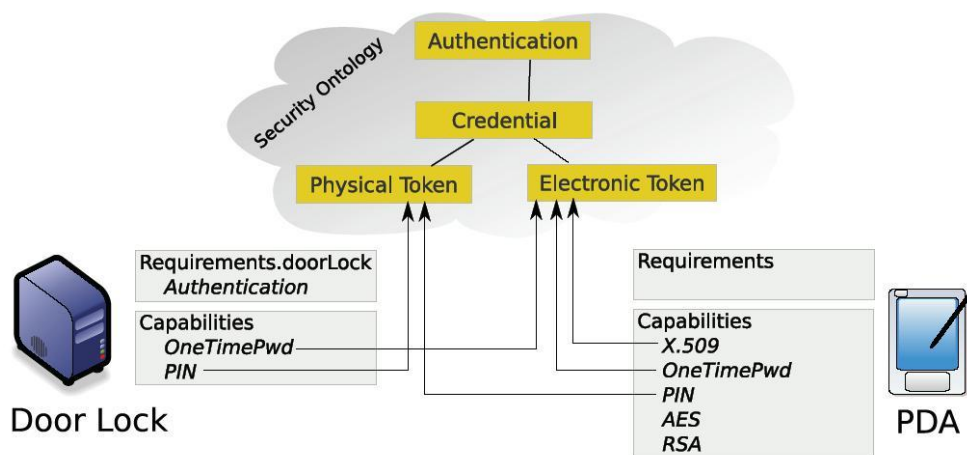 Security Ontology
Authentication
Credential
Physical Token
Electronic Token
Requirements.doorLock
Authentication
Capabilities
OneTimePwd
PIN
Door Lock
Requirements
Capabilities
X.509
OneTimePwd
PIN
AES
RSA
PDA